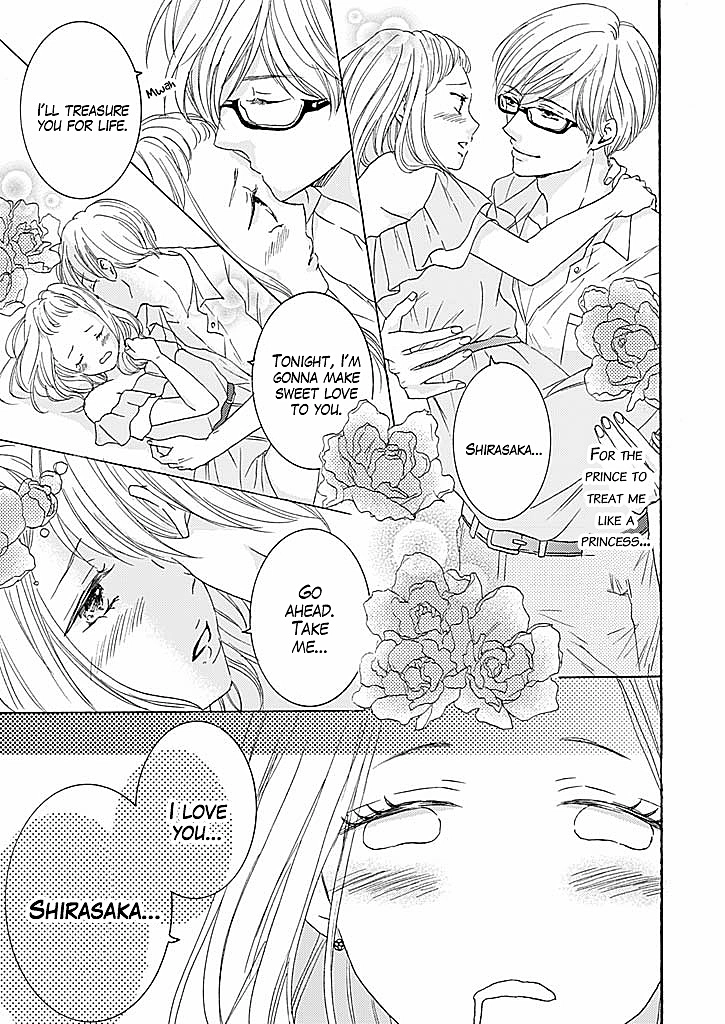 SHIRASAKA...
FOR THE
PRINCE TO
TREAT ME
LIKE A
PRINCESS...
Mwah
I'LL TREASURE
YOU FOR LIFE.
TONIGHT, I'M
GONNA MAKE
SWEET LOVE
TO YOU.
GO
AHEAD.
TAKE
ME...
I LOVE
YOU...
SHIRASAKA...